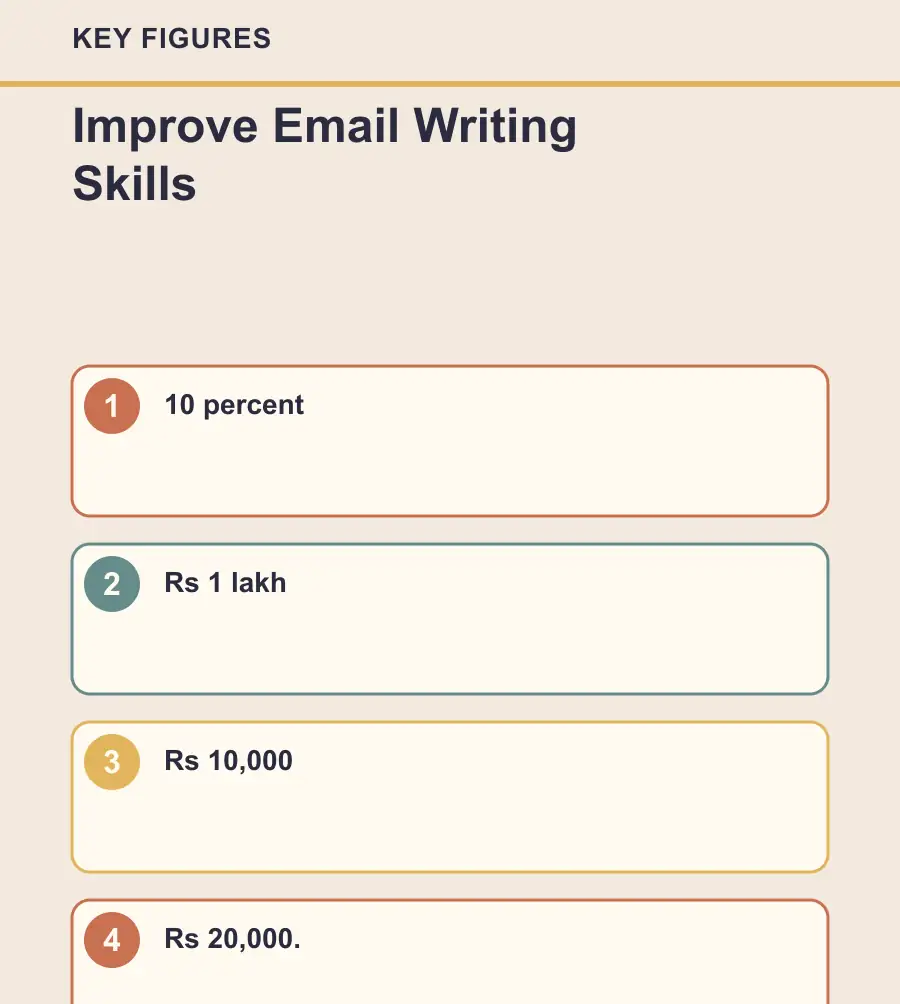 KEY FIGURES
Improve Email Writing
Skills
1
10 percent
2
Rs 1 lakh
3
Rs 10,000
4
Rs 20,000.